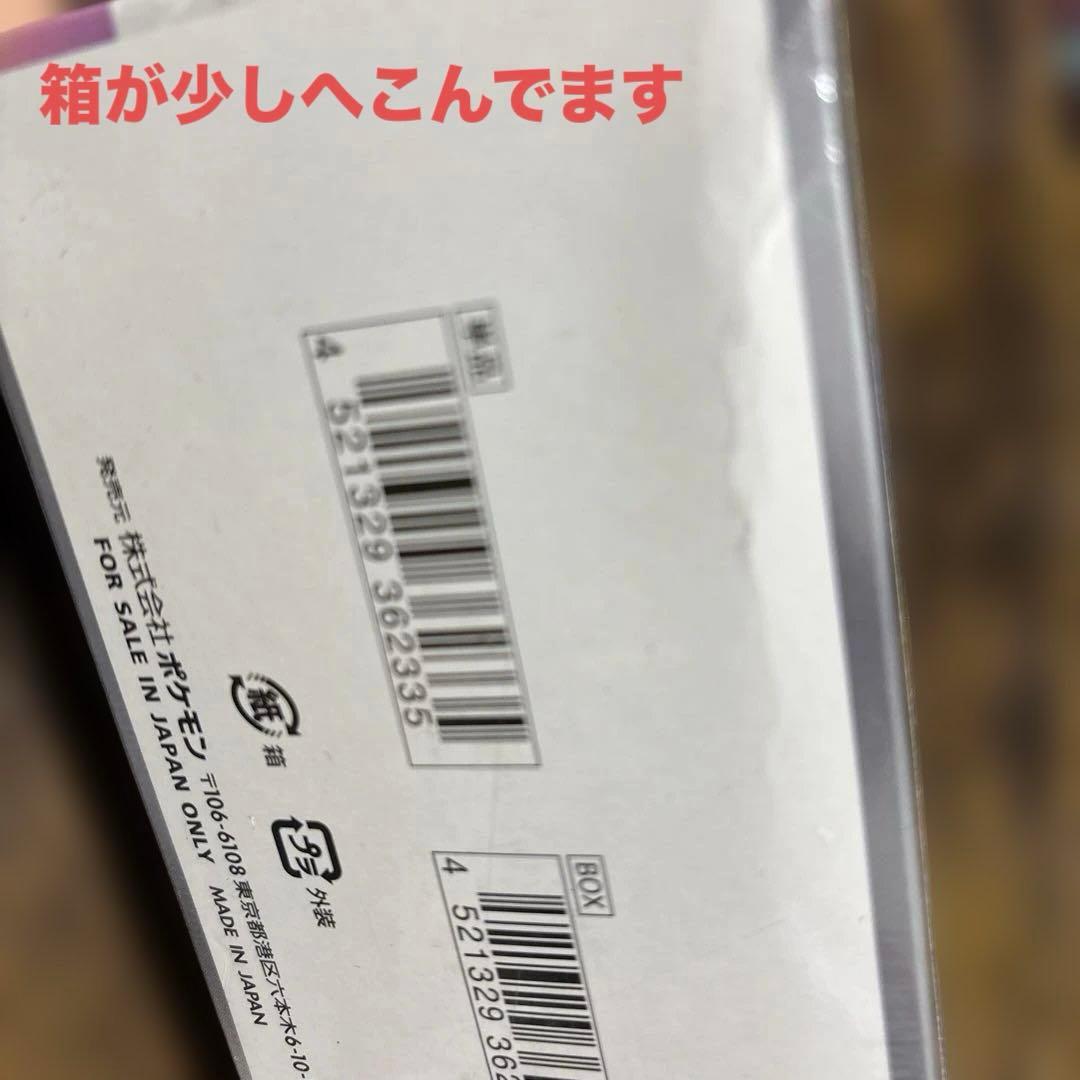 箱が少しへこんでます
単品
4 521329 362335
BOX
4 521329 362
紙
箱
プラ
外装
発売元 株式会社ポケモン 〒106-6108 東京都港区六本木6-10-
FOR SALE IN JAPAN ONLY MADE IN JAPAN